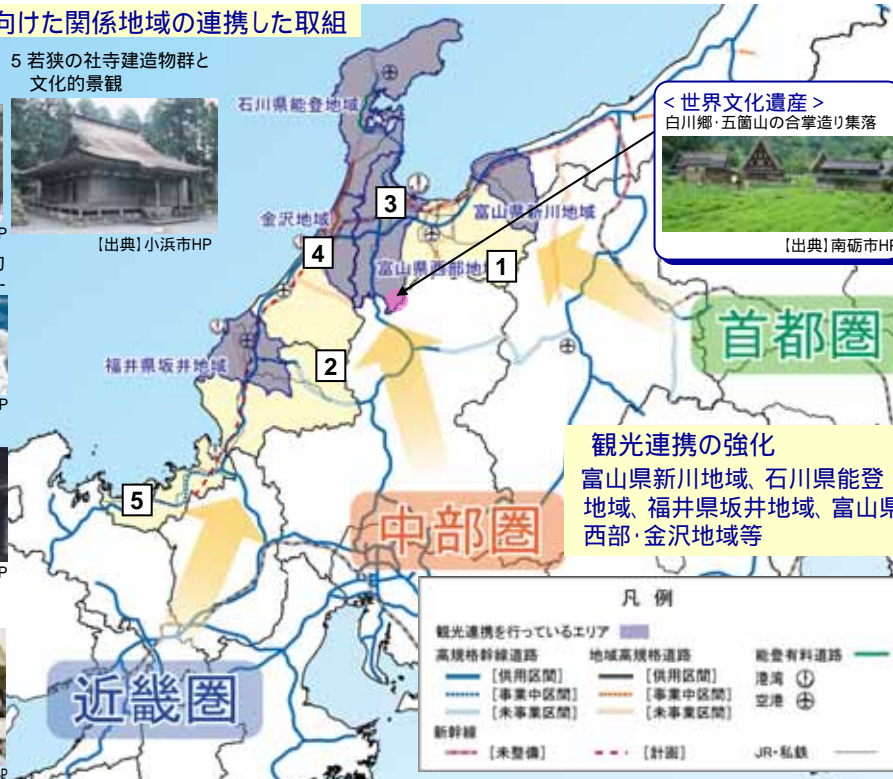 向けた関係地域の連携した取組
5 若狭の社寺建造物群と
文化的景観
【出典】小浜市HP
石川県能登地域
<世界文化遺産>
白川郷･五箇山の合掌造り集落
【出典】南砺市HP
3
金沢地域
富山県新川地域
4
富山県西部地
1
首都圏
福井県坂井地域
2
観光連携の強化
富山県新川地域、石川県能登
地域、福井県坂井地域、富山県
西部･金沢地域等
5
中部圏
近畿圏
凡 例
観光連携を行っているエリア
高規格幹線道路 地域高規格道路 能登有料道路
［供用区間］ ［供用区間］ 港湾
［事業中区間］ ［事業中区間］ 空港
［未事業区間］ ［未事業区間］
新幹線
［未整備］ ［計画］ JR･私鉄